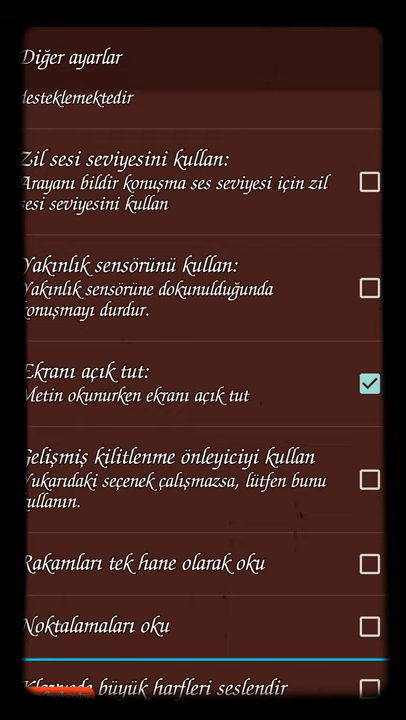 Diğer ayarlar
desteklemektedir
Zil sesi seviyesini kullan:
Arayanı bildir konuşma ses seviyesi için zil
sesi seviyesini kullan
Yakınlık sensörünü kullan:
Yakınlık sensörüne dokunulduğunda
konuşmayı durdur.
Ekranı açık tut:
Metin okunurken ekranı açık tut
Gelişmiş kilitlenme önleyiciyi kullan
Yukarıdaki seçenek çalışmazsa, lütfen bunu
kullanın.
Rakamları tek hane olarak oku
Noktalamaları oku
Klavyede büyük harfleri seslendir